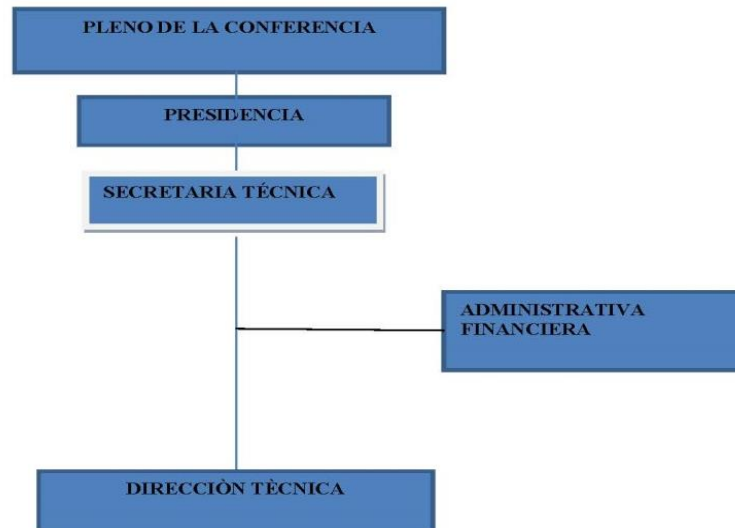 PLENO DE LA CONFERENCIA
PRESIDENCIA
SECRETARIA TÉCNICA
ADMINISTRATIVA
FINANCIERA
DIRECCIÒN TÈCNICA